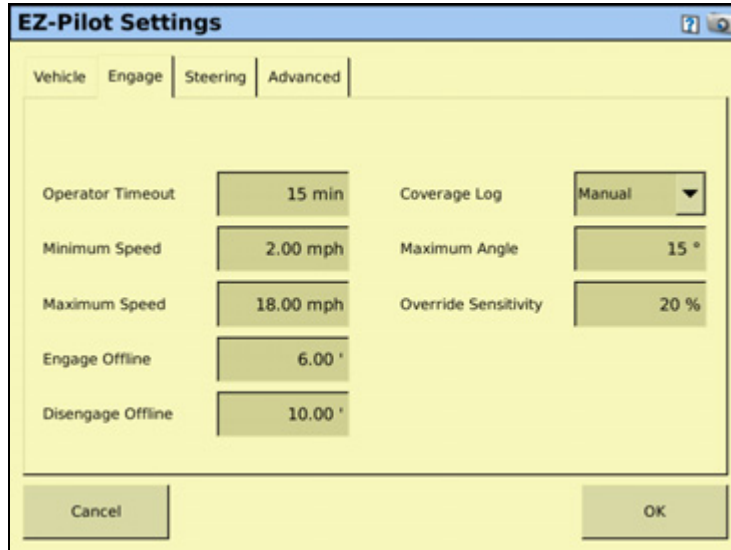 EZ-Pilot Settings
?
Vehicle Engage Steering Advanced
Operator Timeout 15 min Coverage Log Manual
Minimum Speed 2.00 mph Maximum Angle 15 °
Maximum Speed 18.00 mph Override Sensitivity 20 %
Engage Offline 6.00 '
Disengage Offline 10.00 '
Cancel OK